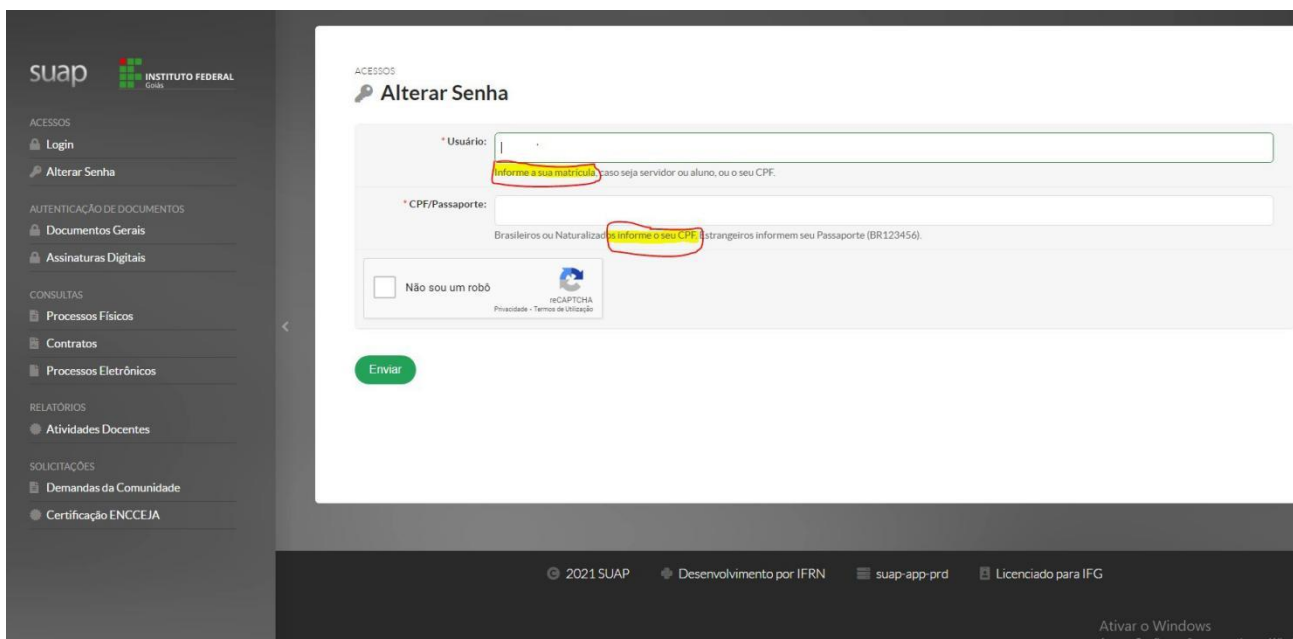 suap
INSTITUTO FEDERAL
Goiás
ACESSOS
Login
Alterar Senha
AUTENTICAÇÃO DE DOCUMENTOS
Documentos Gerais
Assinaturas Digitais
CONSULTAS
Processos Físicos
Contratos
Processos Eletrônicos
RELATÓRIOS
Atividades Docentes
SOLICITAÇÕES
Demandas da Comunidade
Certificação ENCCEJA
ACESSOS
Alterar Senha
* Usuário:
Informe a sua matrícula, caso seja servidor ou aluno, ou o seu CPF.
* CPF/Passaporte:
Brasileiros ou Naturalizados informe o seu CPF. Estrangeiros informem seu Passaporte (BR123456).
Não sou um robô
reCAPTCHA
Privacidade - Termos de Utilização
Enviar
© 2021 SUAP Desenvolvimento por IFRN suap-app-prd Licenciado para IFG
Ativar o Windows